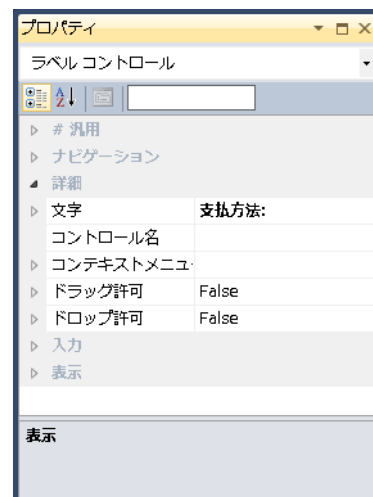 プロパティ
ラベル コントロール
# 汎用
ナビゲーション
詳細
文字 支払方法:
コントロール名
コンテキストメニュー
ドラッグ許可 False
ドロップ許可 False
入力
表示
表示